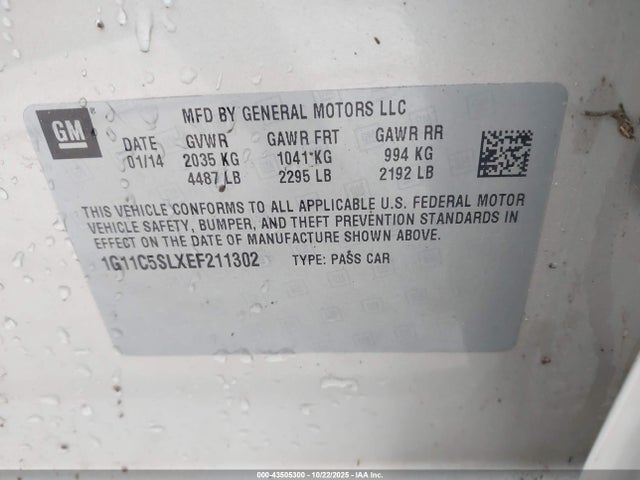 GM
MFD BY GENERAL MOTORS LLC
DATE GVWR GAWR FRT GAWR RR
01/14 2035 KG 1041 KG 994 KG
4487 LB 2295 LB 2192 LB
THIS VEHICLE CONFORMS TO ALL APPLICABLE U.S. FEDERAL MOTOR
VEHICLE SAFETY, BUMPER, AND THEFT PREVENTION STANDARDS IN
EFFECT ON THE DATE OF MANUFACTURE SHOWN ABOVE.
1G11C5SLXEF211302 TYPE: PASS CAR
000-43505300 - 10/22/2025 - IAAI.COM